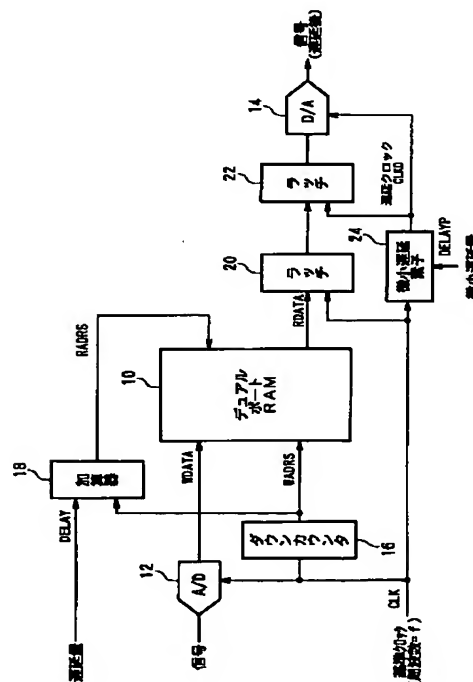 遅延量
DELAY
18
加算器
RADRS
信号
12
A/D
WDATA
10
デュアル
ポート
RAM
WADRS
ダウンカウンタ
16
RDATA
20
ラッチ
22
ラッチ
14
D/A
信号
(遅延後)
基準クロック
周波数=f)
CLK
24
微小遅延
素子
DELAYP
微小遅延量
遅延クロック
CLKD